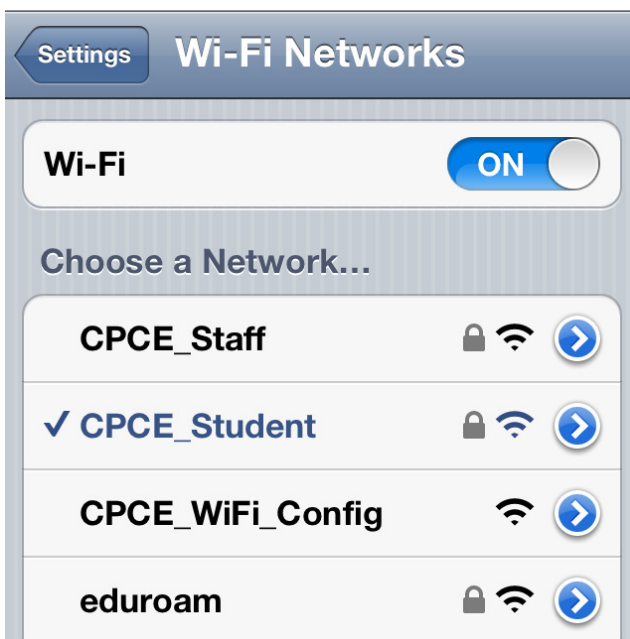 Settings Wi-Fi Networks
Wi-Fi ON
Choose a Network...
CPCE_Staff
✓ CPCE_Student
CPCE_WiFi_Config
eduroam